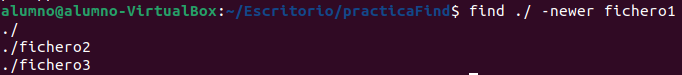 alumno@alumno-VirtualBox:~/Escritorio/practicaFind$ find ./ -newer fichero1
./
./fichero2
./fichero3